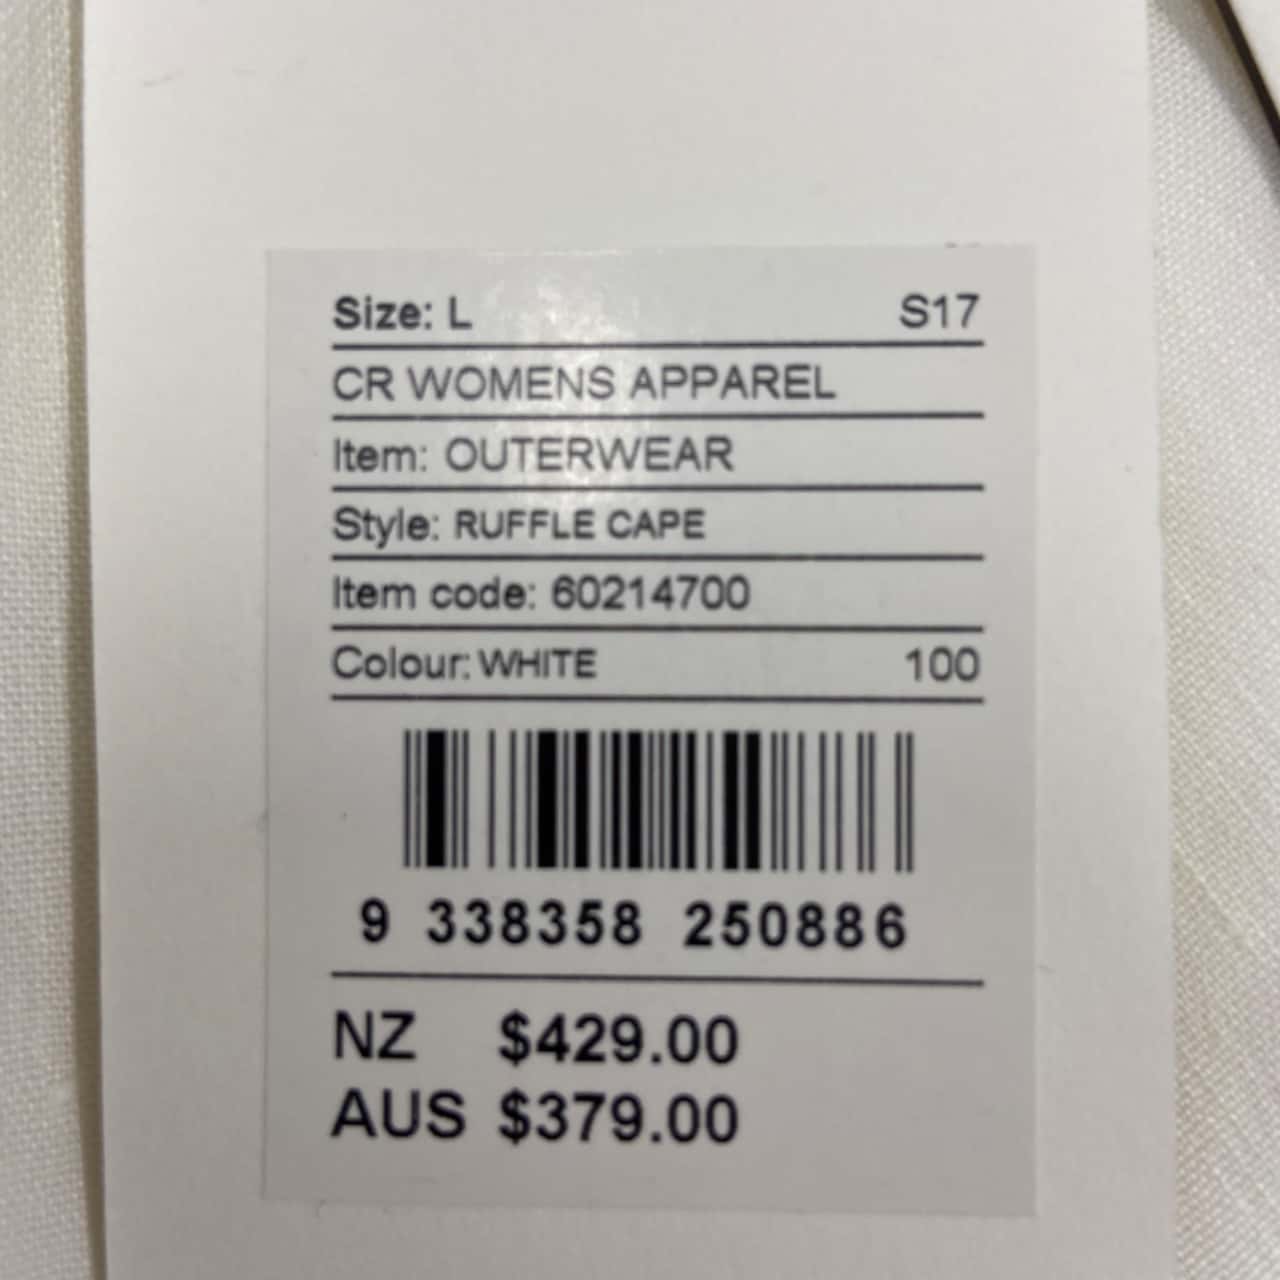 Size: L S17
CR WOMENS APPAREL
Item: OUTERWEAR
Style: RUFFLE CAPE
Item code: 60214700
Colour: WHITE 100
9 338358 250886
NZ $429.00
AUS $379.00